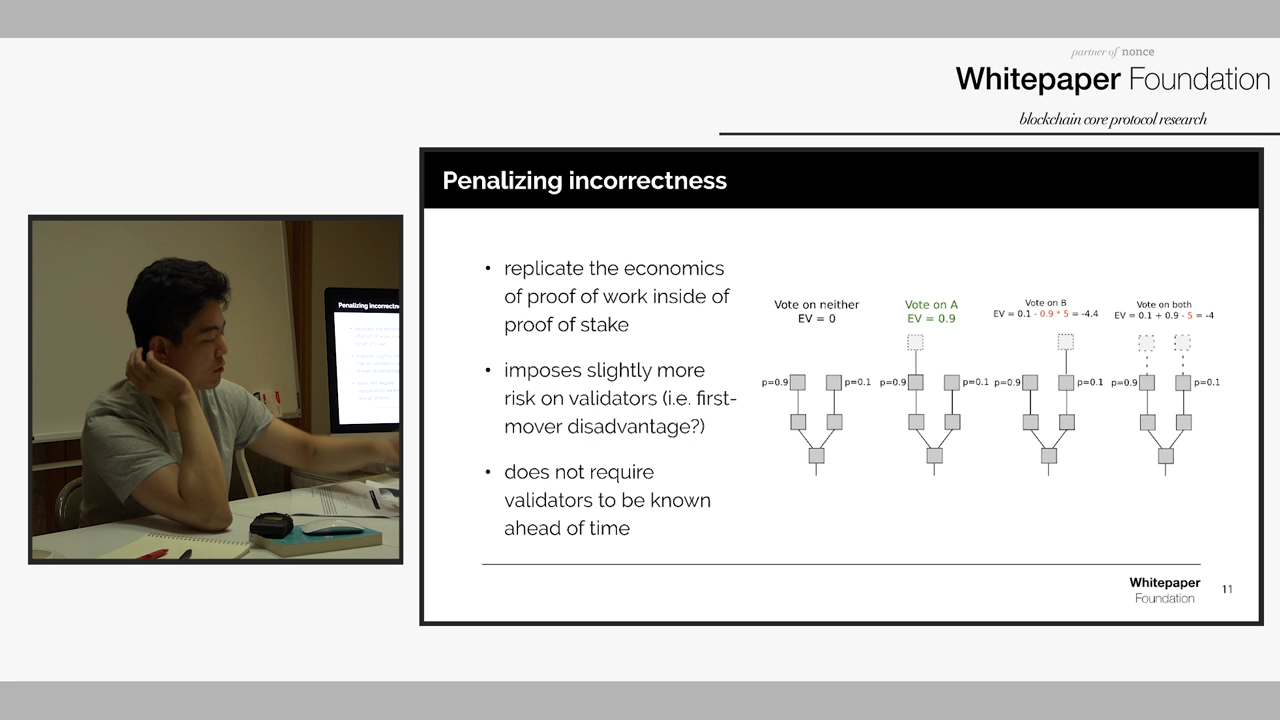 partner of nonce
Whitepaper Foundation
blockchain core protocol research
Penalizing incorrectness
• replicate the economics
of proof of work inside of
proof of stake
• imposes slightly more
risk on validators (i.e. first-
mover disadvantage?)
• does not require
validators to be known
ahead of time
Vote on neither
EV = 0
p=0.9
p=0.1
Vote on A
EV = 0.9
p=0.9
p=0.1
Vote on B
EV = 0.1 - 0.9 * 5 = -4.4
p=0.9
p=0.1
Vote on both
EV = 0.1 + 0.9 - 5 = -4
p=0.9
p=0.1
Whitepaper
Foundation
11
Penalizing incorrectne